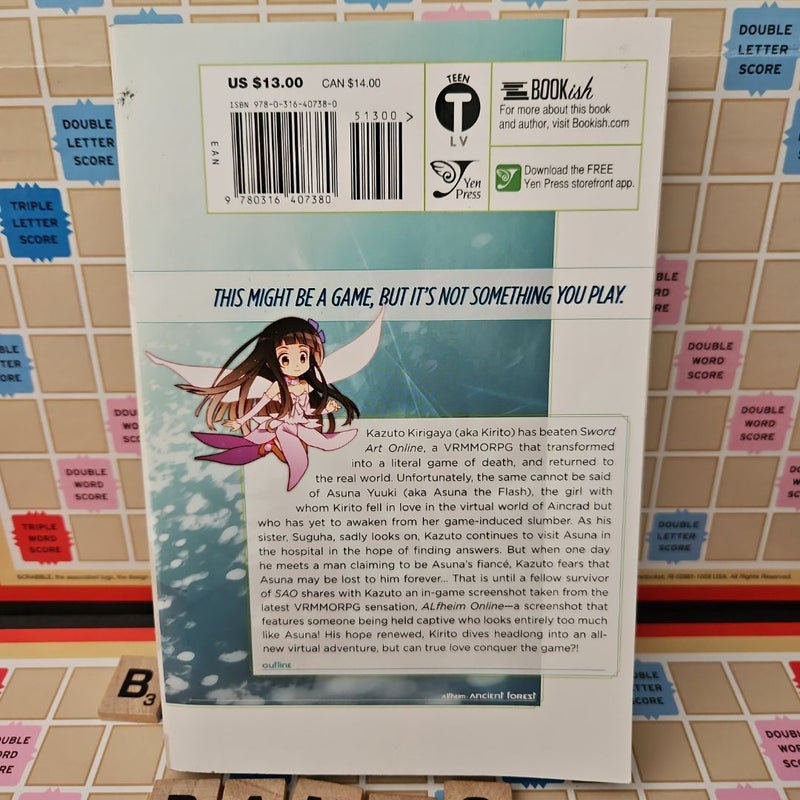 DOUBLE
LETTER
SCORE
DOUBLE
LETTER
SCORE
TRIPLE
LETTER
SCORE
US $13.00 CAN $14.00
ISBN 978-0-316-40738-0
51300 >
EAN
9 780316 407380
TEEN
T
LV
Yen
Press
BOOKish
For more about this book
and author, visit Bookish.com
Download the FREE
Yen Press storefront app.
THIS MIGHT BE A GAME, BUT IT'S NOT SOMETHING YOU PLAY.
Kazuto Kirigaya (aka Kirito) has beaten Sword
Art Online, a VRMMORPG that transformed
into a literal game of death, and returned to
the real world. Unfortunately, the same cannot be said
of Asuna Yuuki (aka Asuna the Flash), the girl with
whom Kirito fell in love in the virtual world of Aincrad but
who has yet to awaken from her game-induced slumber. As his
sister, Suguha, sadly looks on, Kazuto continues to visit Asuna in
the hospital in the hope of finding answers. But when one day
he meets a man claiming to be Asuna's fiancé, Kazuto fears that
Asuna may be lost to him forever... That is until a fellow survivor
of SAO shares with Kazuto an in-game screenshot taken from the
latest VRMMORPG sensation, ALfheim Online—a screenshot that
features someone being held captive who looks entirely too much
like Asuna! His hope renewed, Kirito dives headlong into an all-
new virtual adventure, but can true love conquer the game?!
outline
Alfheim: Ancient forest
DOUBLE
WORD
SCORE
DOUBLE
WORD
SCORE
DOUBLE
WORD
SCORE
TRIPLE
WORD
SCORE
DOUBLE
LETTER
SCORE
B3